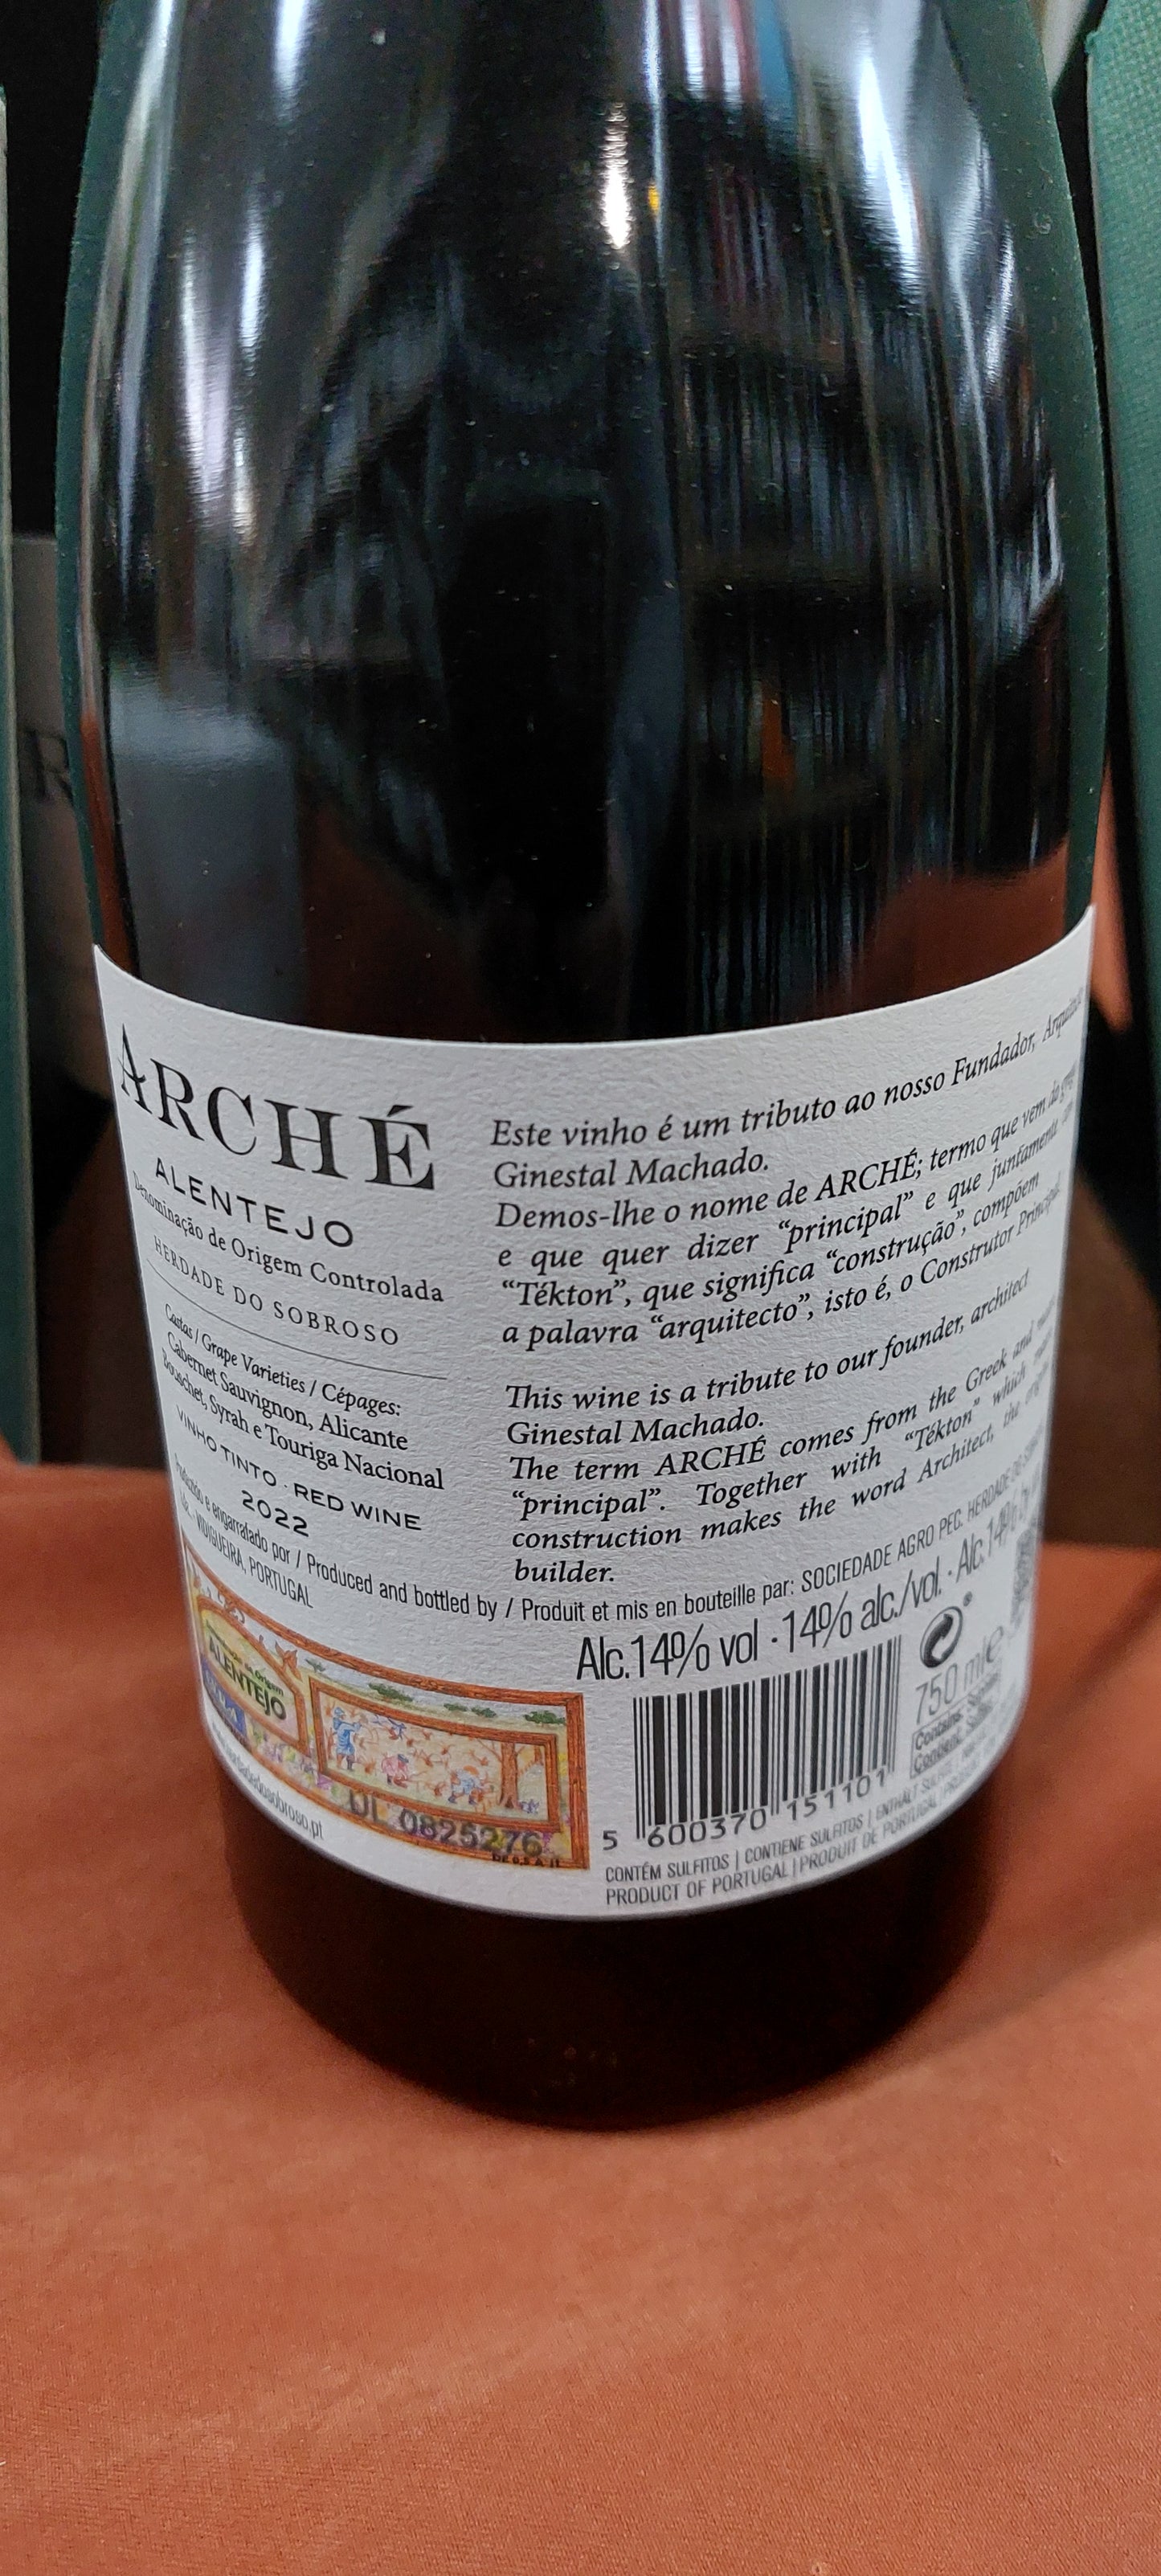 ARCHÉ
ALENTEJO
Denominação de Origem Controlada
HERDADE DO SOBROSO
Castas / Grape Varieties / Cépages:
Cabernet Sauvignon, Alicante
Bouschet, Syrah e Touriga Nacional
VINHO TINTO · RED WINE
2022
Este vinho é um tributo ao nosso Fundador,
Ginestal Machado.
Demos-lhe o nome de ARCHÉ; termo que vem do
e que quer dizer “principal” e que juntamente
“Tékton”, que significa “construção”, compõem
a palavra “arquitecto”, isto é, o Construtor Principal.
This wine is a tribute to our founder, architect
Ginestal Machado.
The term ARCHÉ comes from the Greek and
“principal”. Together with “Tékton” which
construction makes the word Architect, the
builder.
Produzido e engarrafado por / Produced and bottled by / Produit et mis en bouteille par: SOCIEDADE AGRO PEC. HERDADE DO
VIDIGUEIRA, PORTUGAL
Alc.14% vol · 14% alc./vol. · Alc.14%
ALENTEJO
DL 0825276
5 600370 151101
750 ml e
CONTÉM SULFITOS | CONTIENE SULFITOS | ENTHÄLT
PRODUCT OF PORTUGAL | PRODUIT DE PORTUGAL